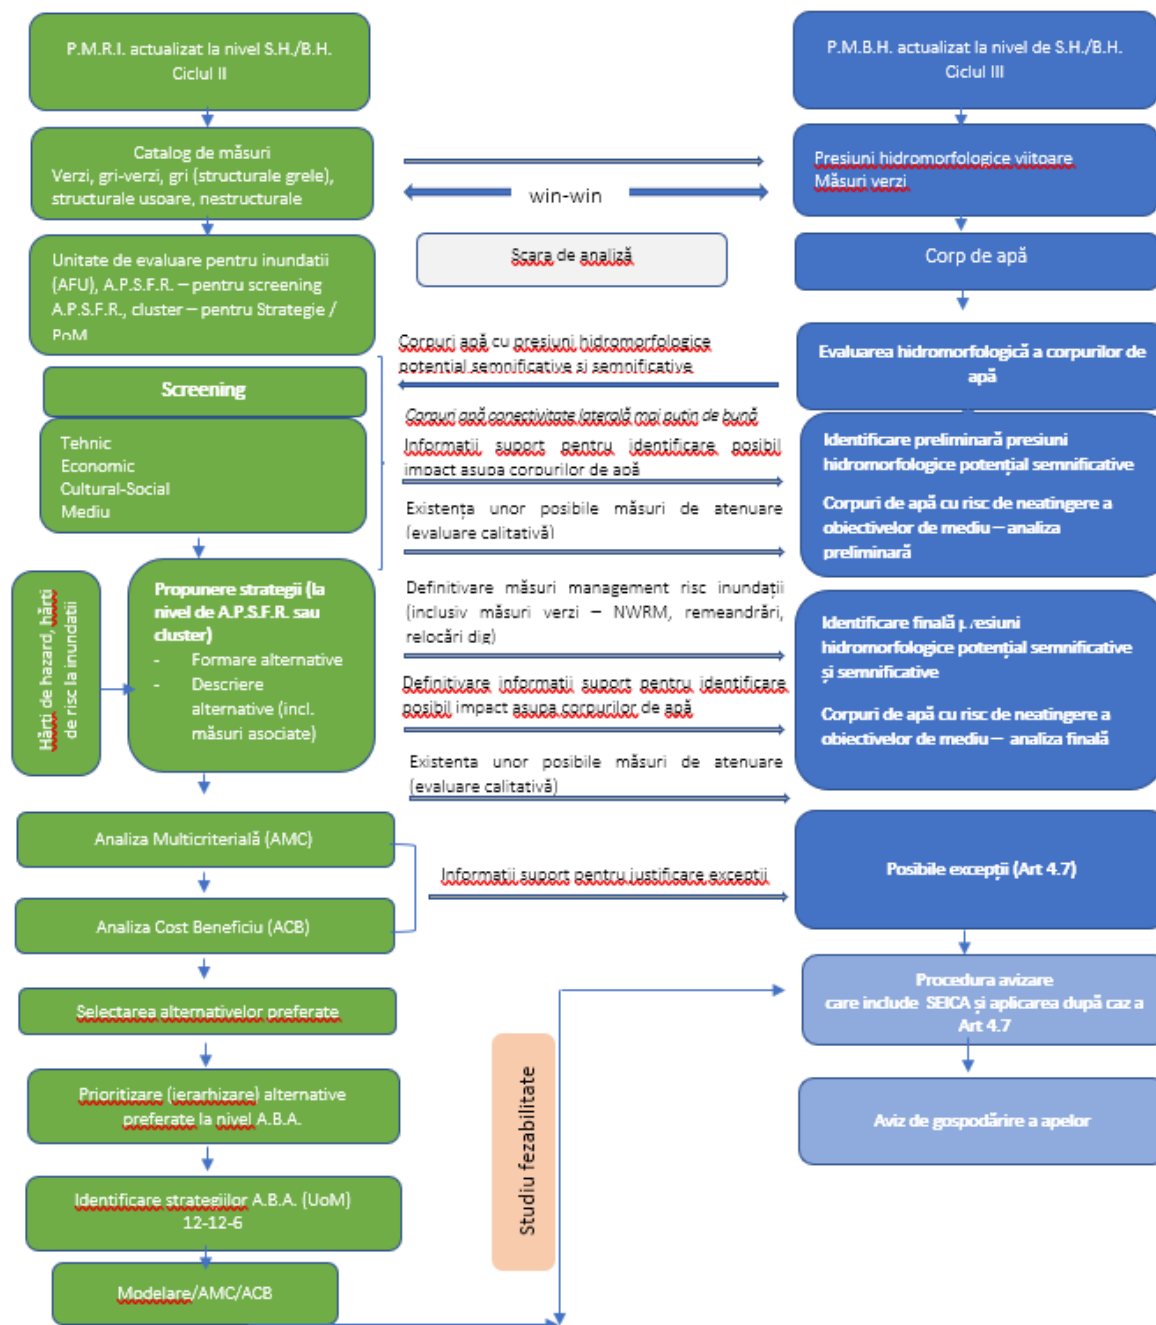 P.M.R.I. actualizat la nivel S.H./B.H.
Ciclul II
P.M.B.H. actualizat la nivel de S.H./B.H.
Ciclul III
Catalog de măsuri
Verzi, gri-verzi, gri (structurale grele),
structurale usoare, nestructurale
win-win
Presiuni hidromorfologice viitoare
Măsuri verzi
Unitate de evaluare pentru inundatii
(AFU), A.P.S.F.R. – pentru screening
A.P.S.F.R., cluster – pentru Strategie /
PoM
Scara de analiză
Corp de apă
Corpuri apă cu presiuni hidromorfologice
potential semnificative si semnificative
Evaluarea hidromorfologică a corpurilor de
apă
Screening
Tehnic
Economic
Cultural-Social
Mediu
Corpuri apă conectivitate laterală mai putin de bună
Informatii suport pentru identificare posibil
impact asupa corpurilor de apă
Existența unor posibile măsuri de atenuare
(evaluare calitativă)
Identificare preliminară presiuni
hidromorfologice potențial semnificative
Corpuri de apă cu risc de neatingere a
obiectivelor de mediu – analiza
preliminară
Hărți de hazard, hărti
de risc la inundatii
Propunere strategii (la
nivel de A.P.S.F.R. sau
cluster)
- Formare alternative
- Descriere
alternative (incl.
măsuri asociate)
Definitivare măsuri management risc inundații
(inclusiv măsuri verzi – NWRM, remeandrări,
relocări dig)
Definitivare informatii suport pentru identificare
posibil impact asupa corpurilor de apă
Existenta unor posibile măsuri de atenuare
(evaluare calitativă)
Identificare finală presiuni
hidromorfologice potențial semnificative
și semnificative
Corpuri de apă cu risc de neatingere a
obiectivelor de mediu – analiza finală
Analiza Multicriterială (AMC)
Analiza Cost Beneficiu (ACB)
Informatii suport pentru justificare exceptii
Posibile excepții (Art 4.7)
Selectarea alternativelor preferate
Procedura avizare
care include SEICA și aplicarea după caz a
Art 4.7
Prioritizare (ierarhizare) alternative
preferate la nivel A.B.A.
Studiu fezabilitate
Aviz de gospodărire a apelor
Identificare strategiilor A.B.A. (UoM)
12-12-6
Modelare/AMC/ACB